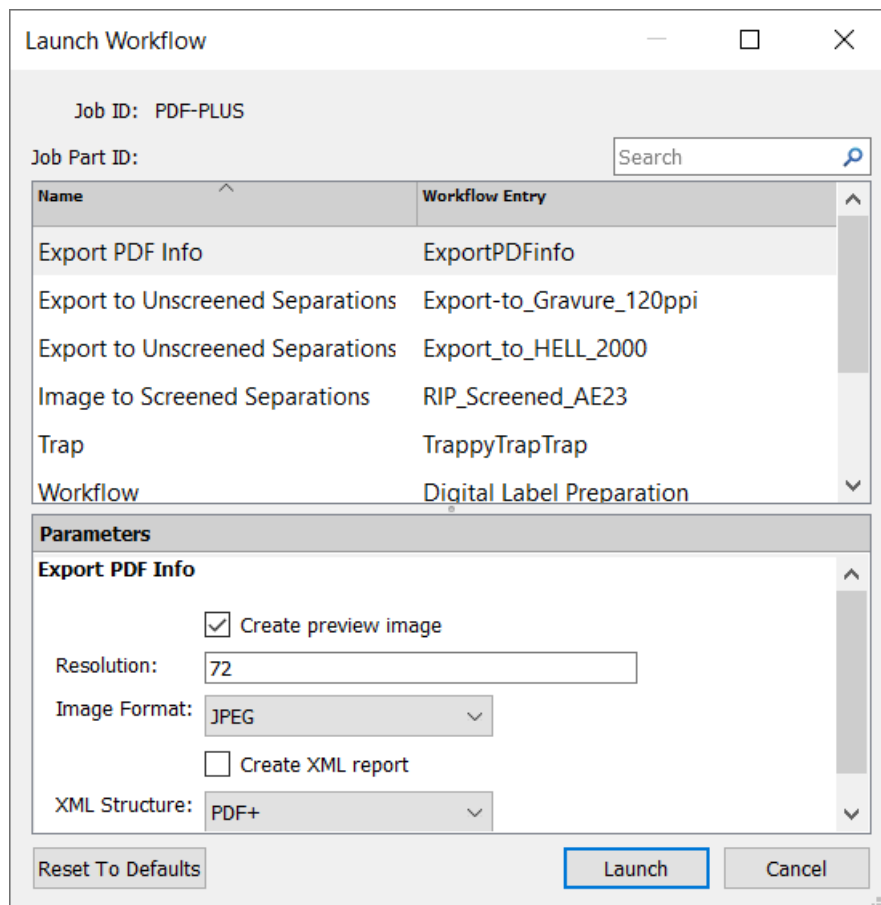 Launch Workflow
Job ID: PDF-PLUS
Job Part ID:
Search
Name Workflow Entry
Export PDF Info ExportPDFinfo
Export to Unscreened Separations Export-to_Gravure_120ppi
Export to Unscreened Separations Export_to_HELL_2000
Image to Screened Separations RIP_Screened_AE23
Trap TrappyTrapTrap
Workflow Digital Label Preparation
Parameters
Export PDF Info
Create preview image
Resolution: 72
Image Format: JPEG
Create XML report
XML Structure: PDF+
Reset To Defaults Launch Cancel